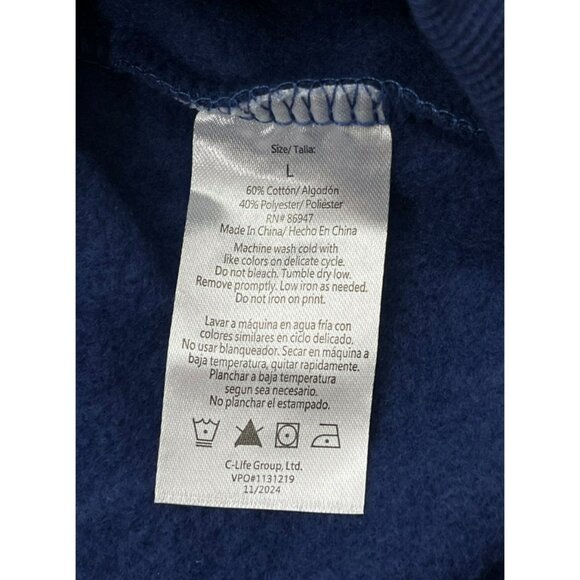 Size/ Talla:
L
60% Cotton/ Algodón
40% Polyester/ Poliéster
RN# 86947
Made In China/ Hecho En China
Machine wash cold with
like colors on delicate cycle.
Do not bleach. Tumble dry low.
Remove promptly. Low iron as needed.
Do not iron on print.
Lavar a máquina en agua fría con
colores similares en ciclo delicado.
No usar blanqueador. Secar en máquina a
baja temperatura, quitar rapidamente.
Planchar a baja temperatura
segun sea necesario.
No planchar el estampado.
C-Life Group, Ltd.
VPO#1131219
11/2024